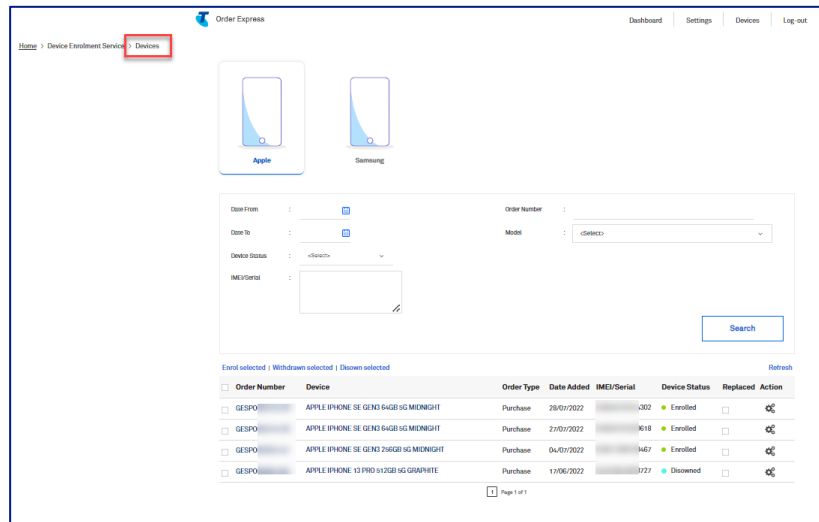 Order Express
Dashboard Settings Devices Log-out
Home > Device Enrolment Service > Devices
Apple Samsung
Date From : Order Number :
Date To : Model : <Select>
Device Status : <Select>
IMEI/Serial :
Search
Enrol selected | Withdrawn selected | Disown selected Refresh
Order Number Device Order Type Date Added IMEI/Serial Device Status Replaced Action
GESPO APPLE IPHONE SE GEN3 64GB 5G MIDNIGHT Purchase 28/07/2022 302 Enrolled
GESPO APPLE IPHONE SE GEN3 64GB 5G MIDNIGHT Purchase 27/07/2022 618 Enrolled
GESPO APPLE IPHONE SE GEN3 256GB 5G MIDNIGHT Purchase 04/07/2022 467 Enrolled
GESPO APPLE IPHONE 13 PRO 512GB 5G GRAPHITE Purchase 17/06/2022 727 Disowned
1 Page 1 of 1